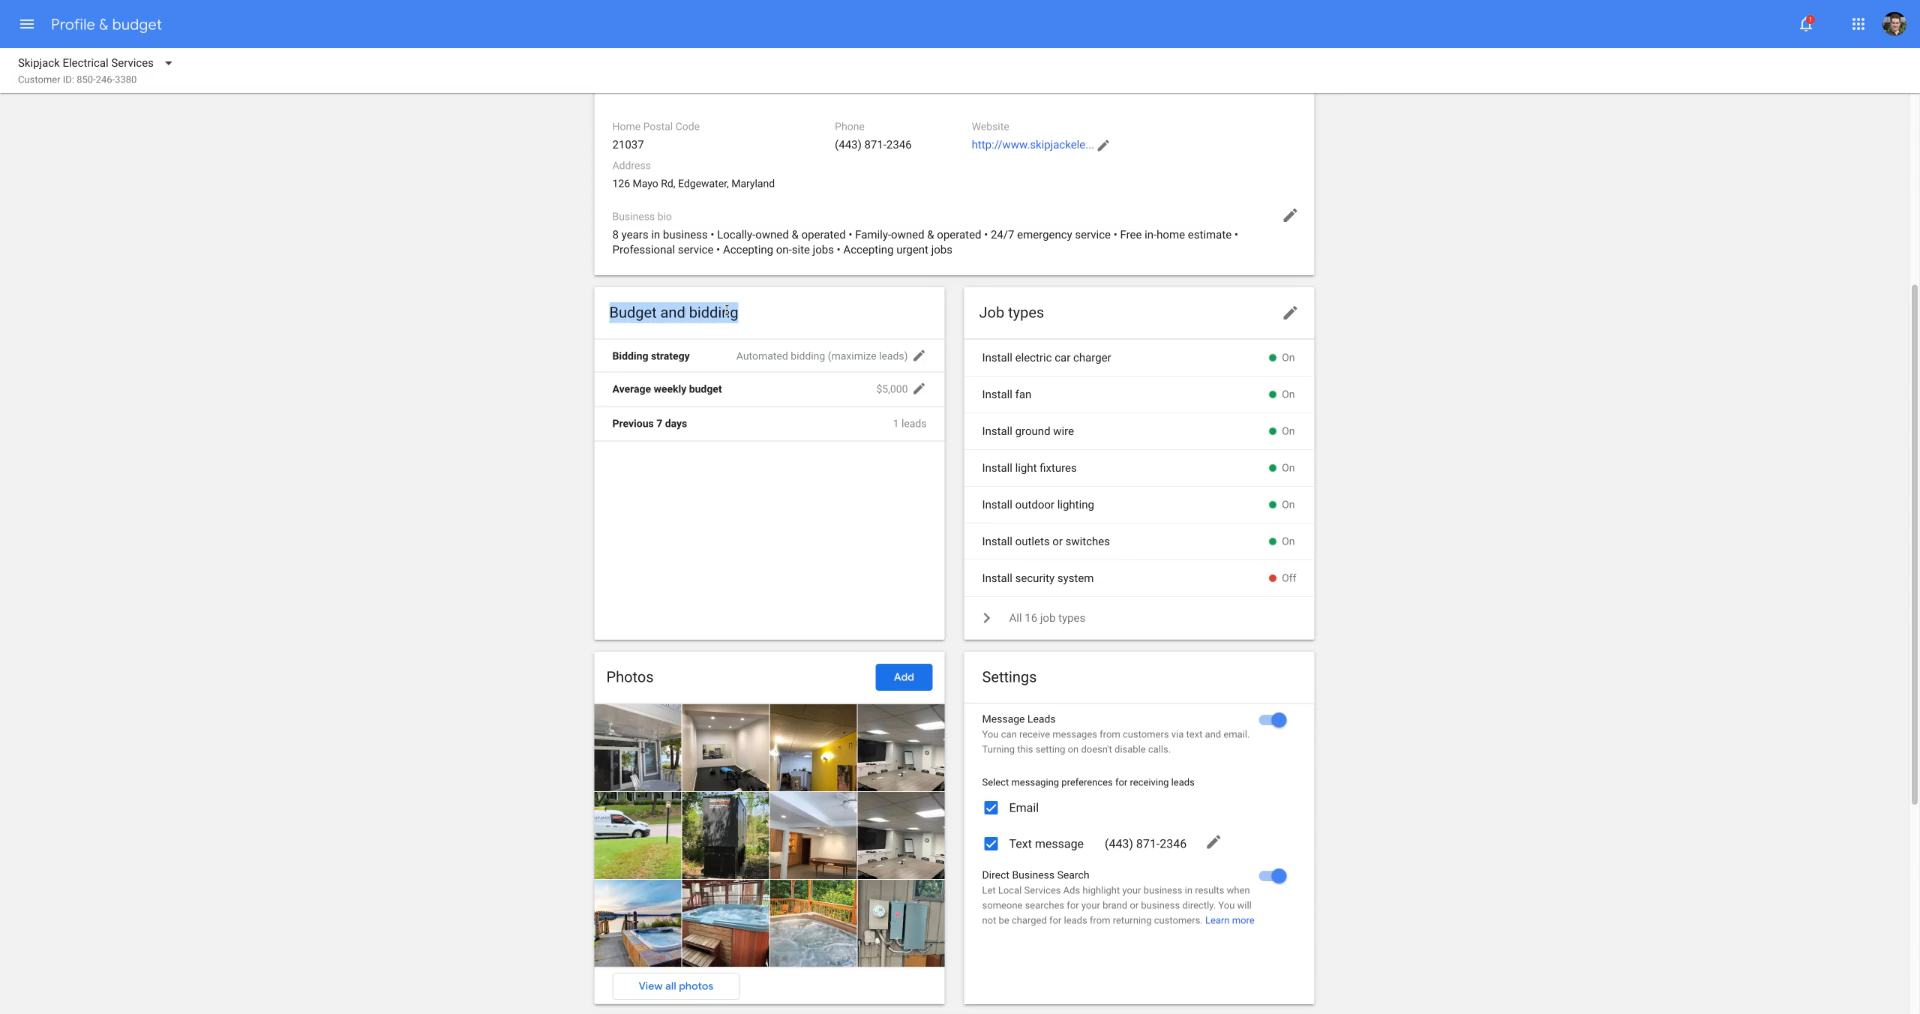 Profile & budget
Skipjack Electrical Services
Customer ID: 850-246-3380
Home Postal Code
21037
Phone
(443) 871-2346
Website
http://www.skipjackele...
Address
126 Mayo Rd, Edgewater, Maryland
Business bio
8 years in business • Locally-owned & operated • Family-owned & operated • 24/7 emergency service • Free in-home estimate •
Professional service • Accepting on-site jobs • Accepting urgent jobs
Budget and bidding
Bidding strategy Automated bidding (maximize leads)
Average weekly budget $5,000
Previous 7 days 1 leads
Job types
Install electric car charger On
Install fan On
Install ground wire On
Install light fixtures On
Install outdoor lighting On
Install outlets or switches On
Install security system Off
All 16 job types
Photos
Add
View all photos
Settings
Message Leads
You can receive messages from customers via text and email.
Turning this setting on doesn't disable calls.
Select messaging preferences for receiving leads
Email
Text message (443) 871-2346
Direct Business Search
Let Local Services Ads highlight your business in results when
someone searches for your brand or business directly. You will
not be charged for leads from returning customers. Learn more